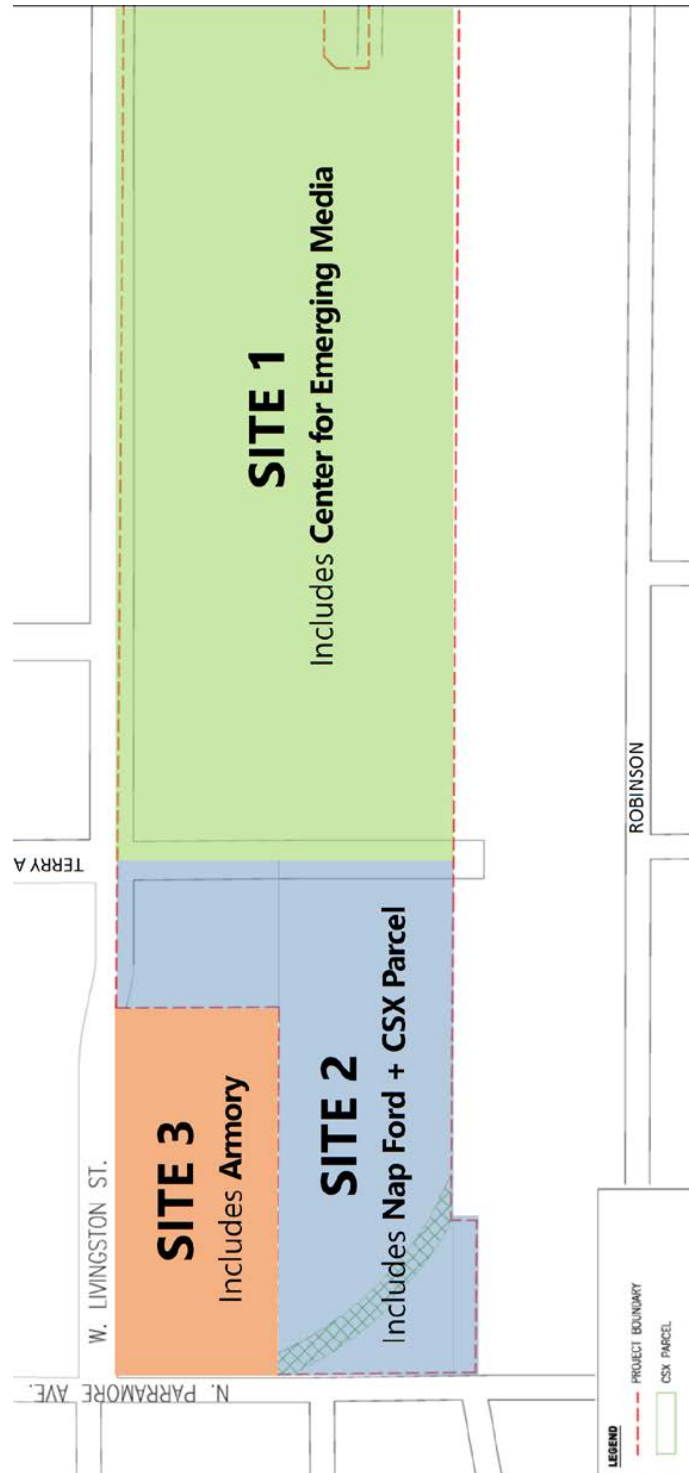 W. LIVINGSTON ST.
TERRY A
N. PARRAMORE AVE.
SITE 3
Includes Armory
SITE 2
Includes Nap Ford + CSX Parcel
SITE 1
Includes Center for Emerging Media
ROBINSON
LEGEND
PROJECT BOUNDARY
CSX PARCEL